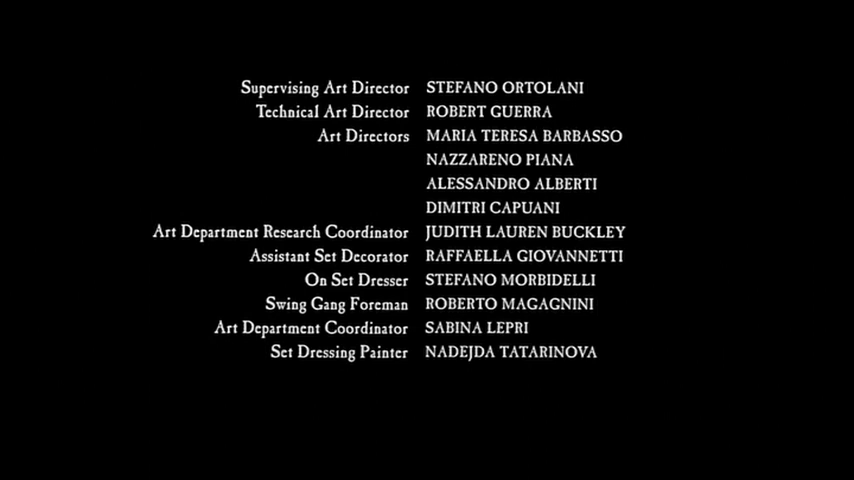 Supervising Art Director STEFANO ORTOLANI
Technical Art Director ROBERT GUERRA
Art Directors MARIA TERESA BARBASSO
NAZZARENO PIANA
ALESSANDRO ALBERTI
DIMITRI CAPUANI
Art Department Research Coordinator JUDITH LAUREN BUCKLEY
Assistant Set Decorator RAFFAELLA GIOVANNETTI
On Set Dresser STEFANO MORBIDELLI
Swing Gang Foreman ROBERTO MAGAGNINI
Art Department Coordinator SABINA LEPRI
Set Dressing Painter NADEJDA TATARINOVA